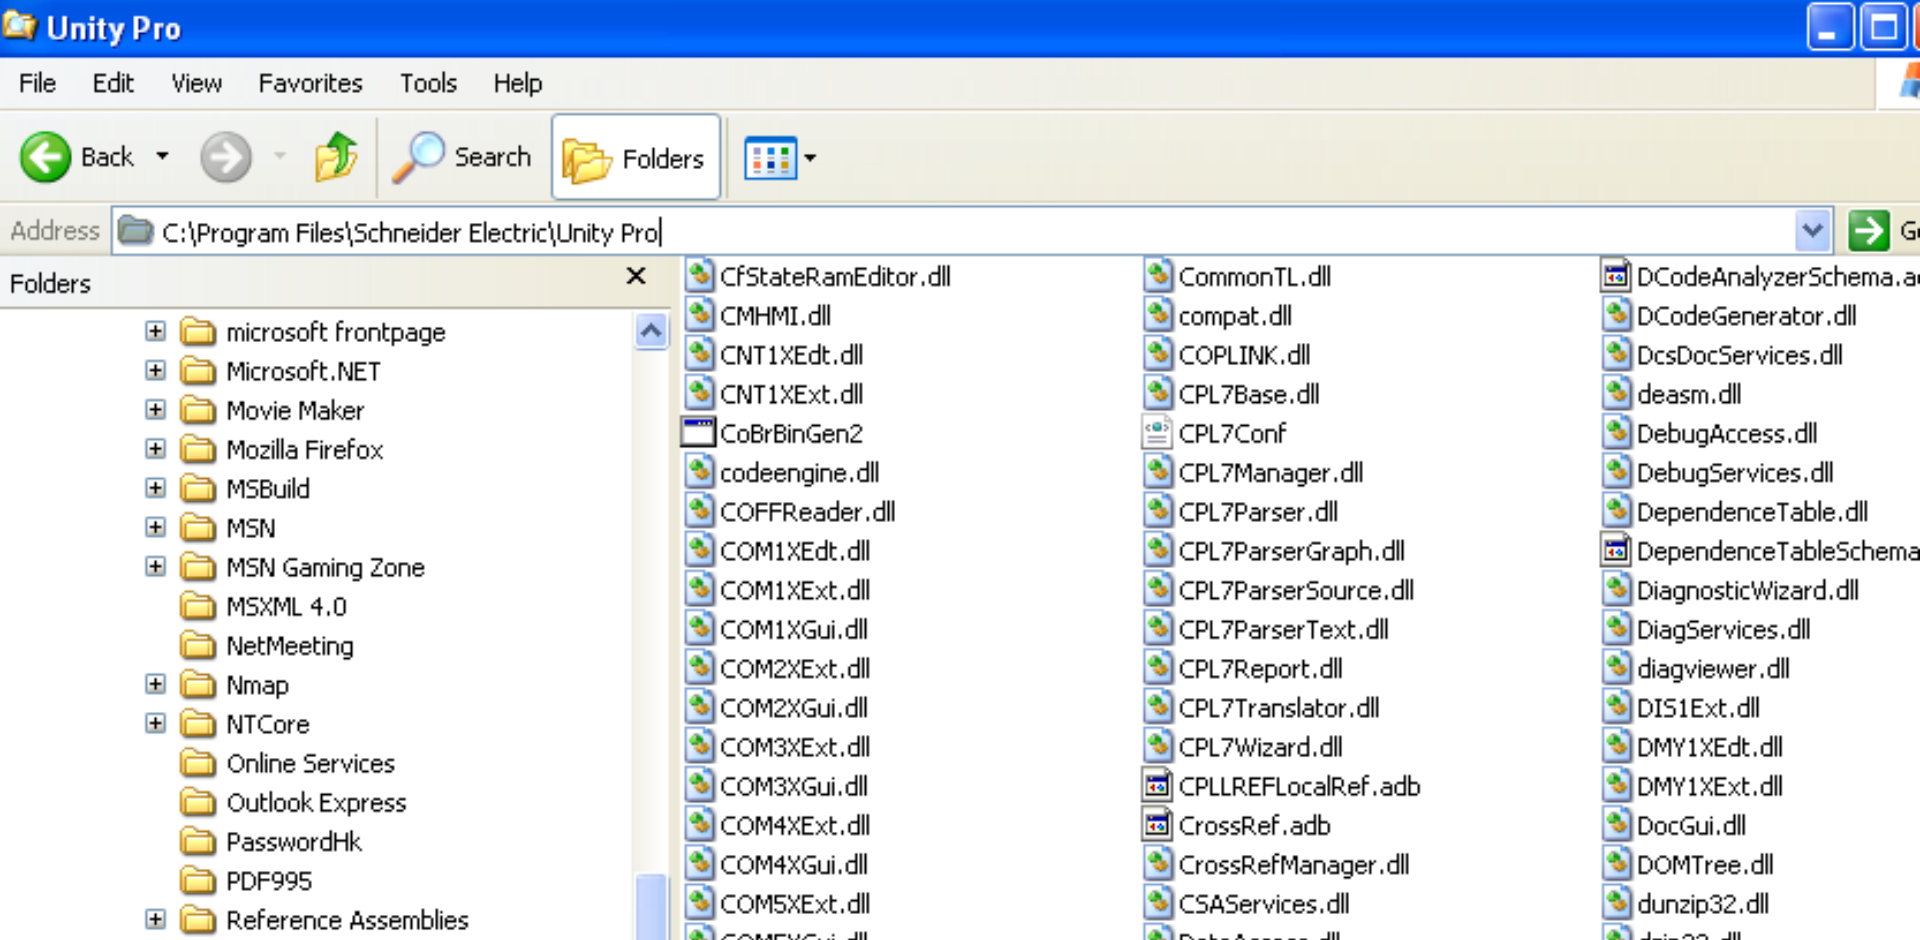 Unity Pro
File Edit View Favorites Tools Help
Back Search Folders
Address C:\Program Files\Schneider Electric\Unity Pro
Folders
microsoft frontpage
Microsoft.NET
Movie Maker
Mozilla Firefox
MSBuild
MSN
MSN Gaming Zone
MSXML 4.0
NetMeeting
Nmap
NTCore
Online Services
Outlook Express
PasswordHk
PDF995
Reference Assemblies
CfStateRamEditor.dll
CMHMI.dll
CNT1XEdt.dll
CNT1XExt.dll
CoBrBinGen2
codeengine.dll
COFFReader.dll
COM1XEdt.dll
COM1XExt.dll
COM1XGui.dll
COM2XExt.dll
COM2XGui.dll
COM3XExt.dll
COM3XGui.dll
COM4XExt.dll
COM4XGui.dll
COM5XExt.dll
CommonTL.dll
compat.dll
COPLINK.dll
CPL7Base.dll
CPL7Conf
CPL7Manager.dll
CPL7Parser.dll
CPL7ParserGraph.dll
CPL7ParserSource.dll
CPL7ParserText.dll
CPL7Report.dll
CPL7Translator.dll
CPL7Wizard.dll
CPLLREFLocalRef.adb
CrossRef.adb
CrossRefManager.dll
CSAServices.dll
DCodeAnalyzerSchema.a
DCodeGenerator.dll
DcsDocServices.dll
deasm.dll
DebugAccess.dll
DebugServices.dll
DependenceTable.dll
DependenceTableSchema
DiagnosticWizard.dll
DiagServices.dll
diagviewer.dll
DIS1Ext.dll
DMY1XEdt.dll
DMY1XExt.dll
DocGui.dll
DOMTree.dll
dunzip32.dll